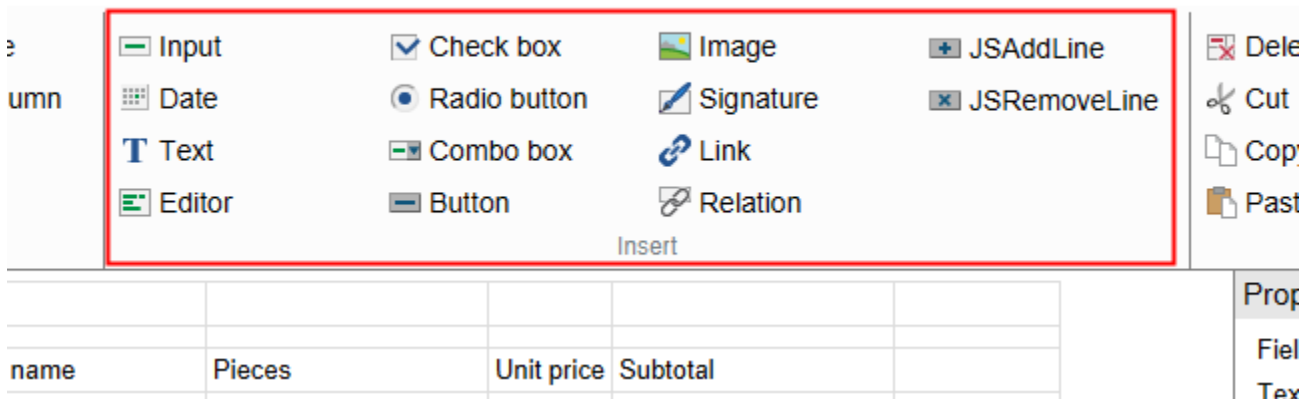 Input Check box Image JSAddLine
umn Date Radio button Signature JSRemoveLine Cut
Text Combo box Link
Editor Button Relation
Insert
name Pieces Unit price Subtotal